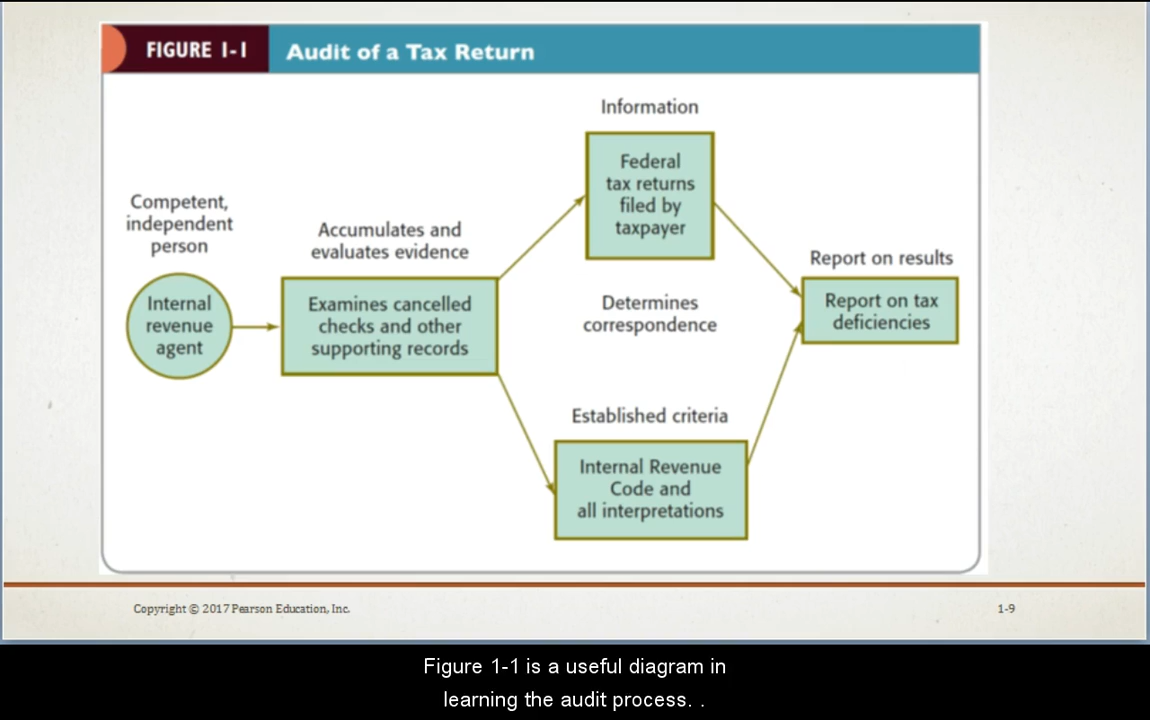 FIGURE 1-1
Audit of a Tax Return
Information
Federal
tax returns
filed by
taxpayer
Competent,
independent
person
Accumulates and
evaluates evidence
Report on results
Internal
revenue
agent
Examines cancelled
checks and other
supporting records
Determines
correspondence
Report on tax
deficiencies
Established criteria
Internal Revenue
Code and
all interpretations
Copyright © 2017 Pearson Education, Inc.
1-9
Figure 1-1 is a useful diagram in
learning the audit process. .